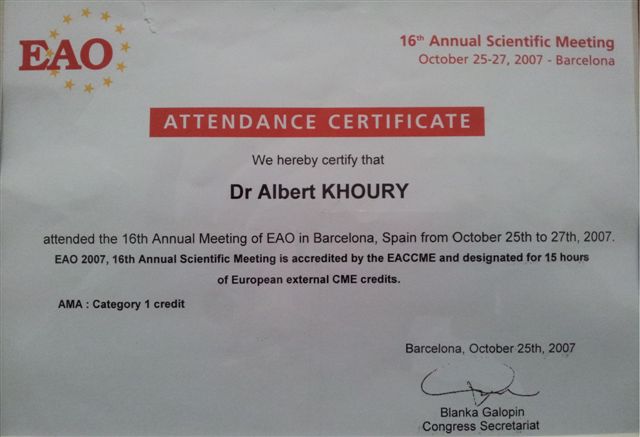 EAO
16th Annual Scientific Meeting
October 25-27, 2007 - Barcelona
ATTENDANCE CERTIFICATE
We hereby certify that
Dr Albert KHOURY
attended the 16th Annual Meeting of EAO in Barcelona, Spain from October 25th to 27th, 2007.
EAO 2007, 16th Annual Scientific Meeting is accredited by the EACCME and designated for 15 hours
of European external CME credits.
AMA : Category 1 credit
Barcelona, October 25th, 2007
Blanka Galopin
Congress Secretariat